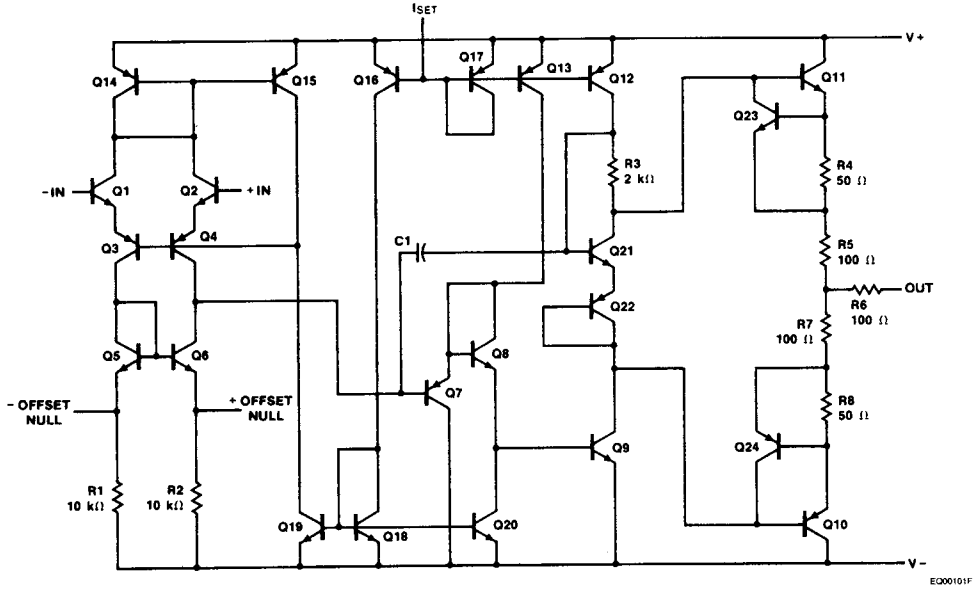 ISET
V+
Q14
Q15
Q16
Q17
Q13
Q12
Q11
Q23
-IN
Q1
Q2
+IN
R3
2 kΩ
R4
50 Ω
Q3
Q4
C1
Q21
R5
100 Ω
OUT
R6
100 Ω
Q22
R7
100 Ω
Q5
Q6
Q8
Q7
- OFFSET
NULL
+ OFFSET
NULL
R8
50 Ω
Q9
Q24
R1
10 kΩ
R2
10 kΩ
Q19
Q18
Q20
Q10
V-
EQ00101F